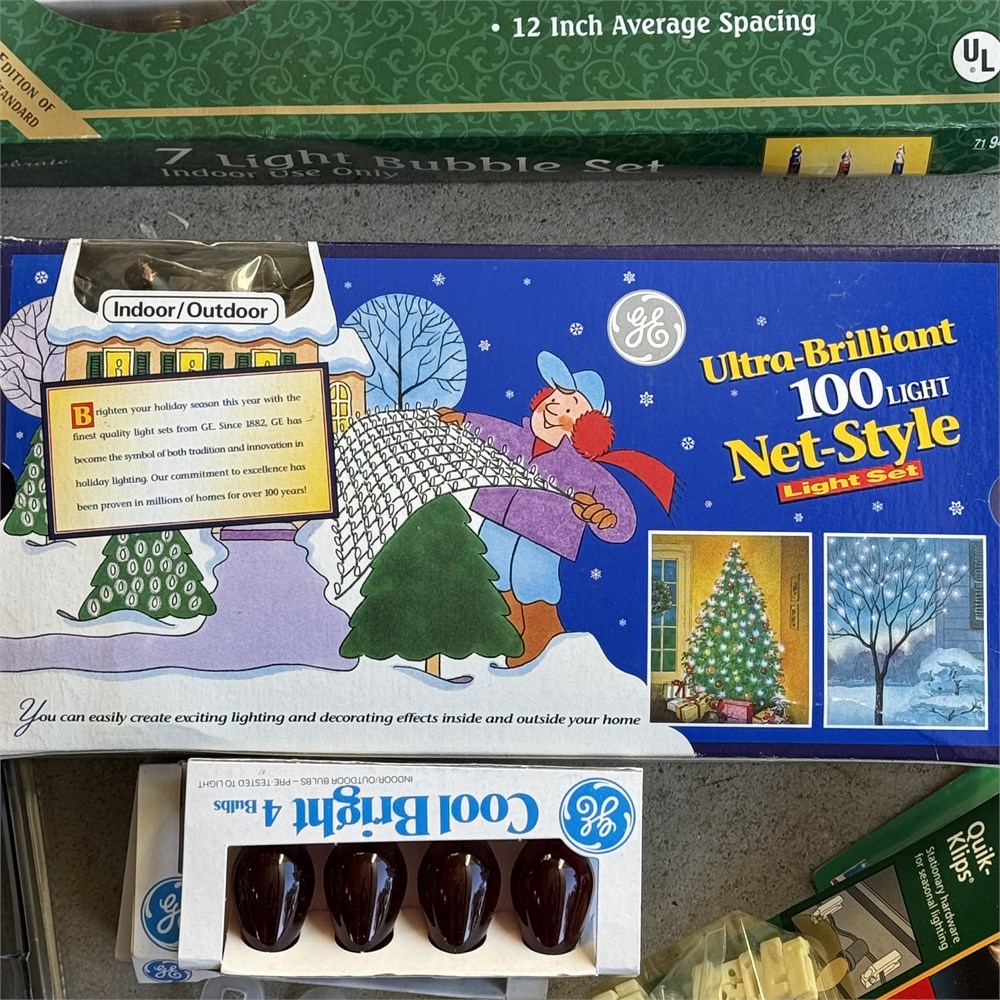 • 12 Inch Average Spacing
UL
EDITION OF
STANDARD
7 Light Bubble Set
Indoor Use Only
Indoor/Outdoor
GE
Ultra-Brilliant
100 LIGHT
Net-Style
Light Set
Brighten your holiday season this year with the
finest quality light sets from GE. Since 1882, GE has
become the symbol of both tradition and innovation in
holiday lighting. Our commitment to excellence has
been proven in millions of homes for over 100 years!
You can easily create exciting lighting and decorating effects inside and outside your home
GE
Cool Bright 4 Bulbs
INDOOR/OUTDOOR BULBS – PRE-TESTED TO LIGHT
GE
GE
Quik-
Klips®
Stationary hardware
for seasonal lighting